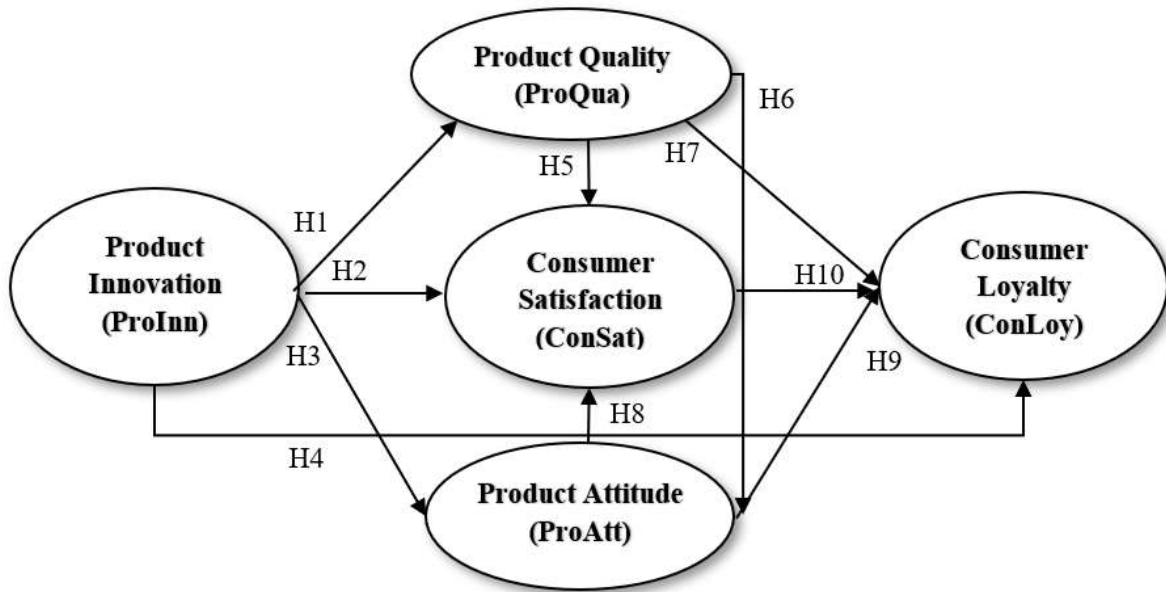 Product Quality
(ProQua)
H6
H7
H5
H1
Product
Innovation
(ProInn)
H2
Consumer
Satisfaction
(ConSat)
H10
Consumer
Loyalty
(ConLoy)
H3
H9
H8
H4
Product Attitude
(ProAtt)